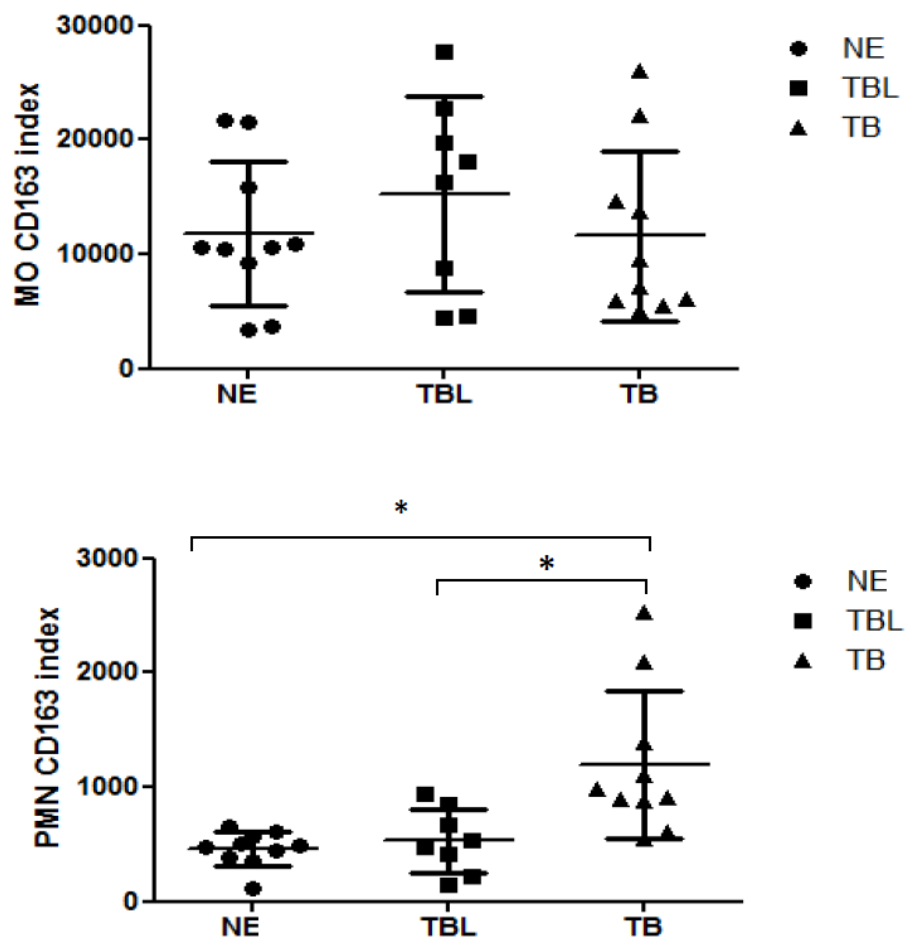 30000
20000
10000
0
MO CD163 index
NE
TBL
TB
NE
TBL
TB
*
*
3000
2000
1000
0
PMN CD163 index
NE
TBL
TB
NE
TBL
TB